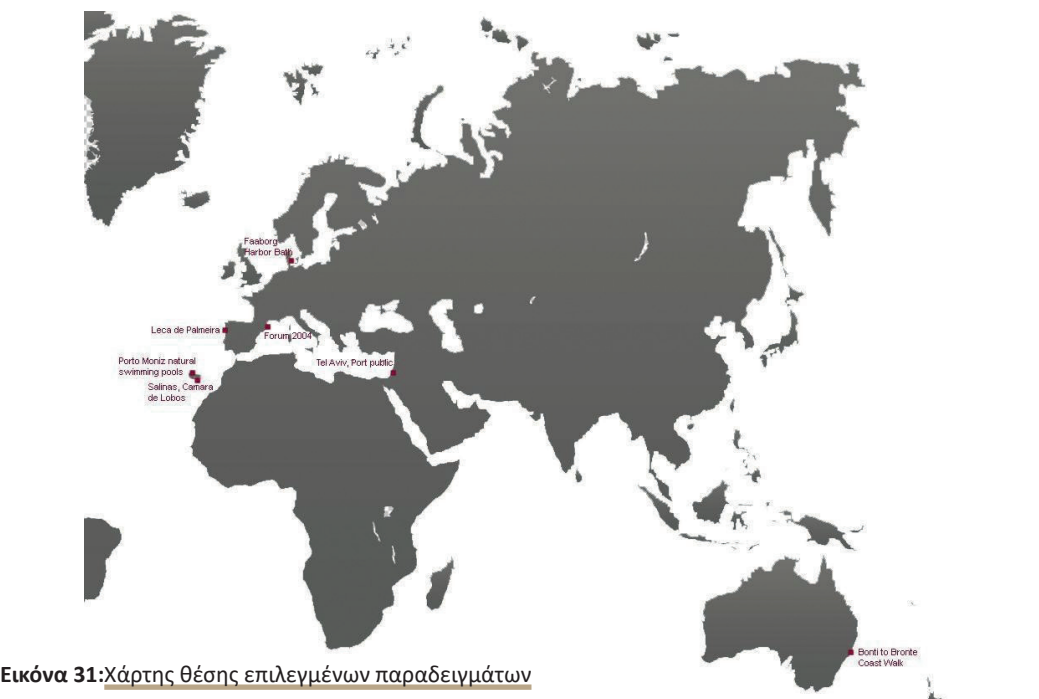 Faaborg
Harbor Bath
Leca de Palmeira
Forum 2004
Porto Moniz natural
swimming pools
Tel Aviv, Port public
Salinas, Camara
de Lobos
Bonti to Bronte
Coast Walk
Εικόνα 31:Χάρτης θέσης επιλεγμένων παραδειγμάτων